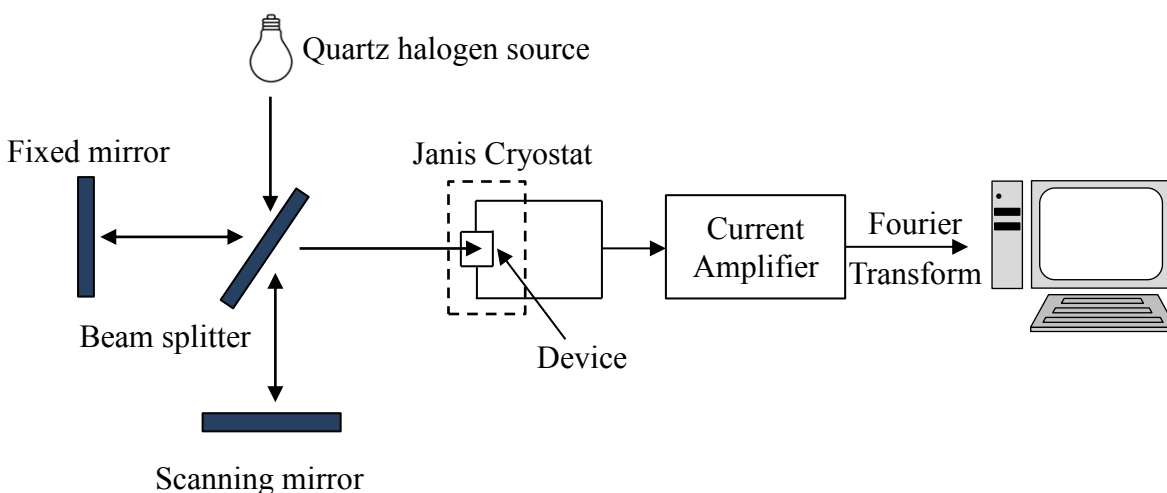 Quartz halogen source
Fixed mirror
Janis Cryostat
Current
Amplifier
Fourier
Transform
Beam splitter
Device
Scanning mirror